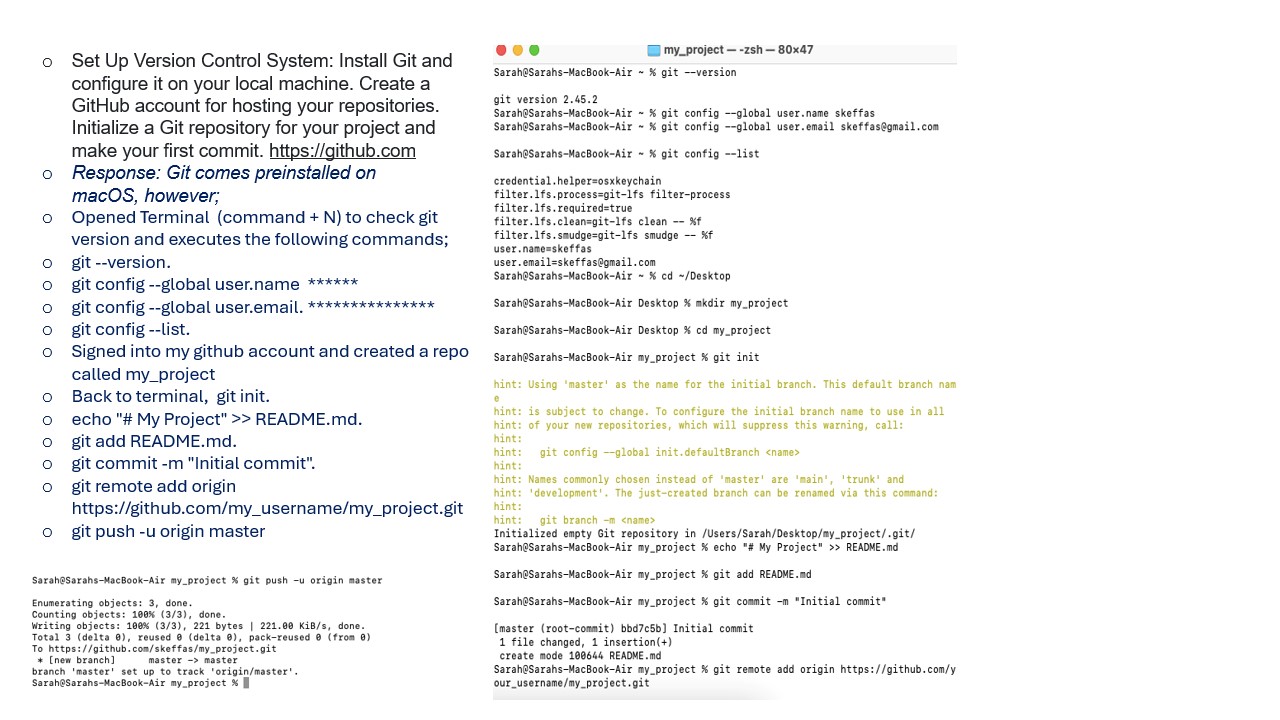 o Set Up Version Control System: Install Git and
configure it on your local machine. Create a
GitHub account for hosting your repositories.
Initialize a Git repository for your project and
make your first commit. https://github.com
o Response: Git comes preinstalled on
macOS, however;
o Opened Terminal (command + N) to check git
version and executes the following commands;
o git --version.
o git config --global user.name ******
o git config --global user.email. ***************
o git config --list.
o Signed into my github account and created a repo
called my_project
o Back to terminal, git init.
o echo "# My Project" >> README.md.
o git add README.md.
o git commit -m "Initial commit".
o git remote add origin
https://github.com/my_username/my_project.git
o git push -u origin master
Sarah@Sarahs-MacBook-Air my_project % git push -u origin master
Enumerating objects: 3, done.
Counting objects: 100% (3/3), done.
Writing objects: 100% (3/3), 221 bytes | 221.00 KiB/s, done.
Total 3 (delta 0), reused 0 (delta 0), pack-reused 0 (from 0)
To https://github.com/skeffas/my_project.git
* [new branch] master -> master
branch 'master' set up to track 'origin/master'.
Sarah@Sarahs-MacBook-Air my_project %
my_project — -zsh — 80×47
Sarah@Sarahs-MacBook-Air ~ % git --version
git version 2.45.2
Sarah@Sarahs-MacBook-Air ~ % git config --global user.name skeffas
Sarah@Sarahs-MacBook-Air ~ % git config --global user.email skeffas@gmail.com
Sarah@Sarahs-MacBook-Air ~ % git config --list
credential.helper=osxkeychain
filter.lfs.process=git-lfs filter-process
filter.lfs.required=true
filter.lfs.clean=git-lfs clean -- %f
filter.lfs.smudge=git-lfs smudge -- %f
user.name=skeffas
user.email=skeffas@gmail.com
Sarah@Sarahs-MacBook-Air ~ % cd ~/Desktop
Sarah@Sarahs-MacBook-Air Desktop % mkdir my_project
Sarah@Sarahs-MacBook-Air Desktop % cd my_project
Sarah@Sarahs-MacBook-Air my_project % git init
hint: Using 'master' as the name for the initial branch. This default branch nam
e
hint: is subject to change. To configure the initial branch name to use in all
hint: of your new repositories, which will suppress this warning, call:
hint:
hint: git config --global init.defaultBranch <name>
hint:
hint: Names commonly chosen instead of 'master' are 'main', 'trunk' and
hint: 'development'. The just-created branch can be renamed via this command:
hint:
hint: git branch -m <name>
Initialized empty Git repository in /Users/Sarah/Desktop/my_project/.git/
Sarah@Sarahs-MacBook-Air my_project % echo "# My Project" >> README.md
Sarah@Sarahs-MacBook-Air my_project % git add README.md
Sarah@Sarahs-MacBook-Air my_project % git commit -m "Initial commit"
[master (root-commit) bbd7c5b] Initial commit
1 file changed, 1 insertion(+)
create mode 100644 README.md
Sarah@Sarahs-MacBook-Air my_project % git remote add origin https://github.com/y
our_username/my_project.git